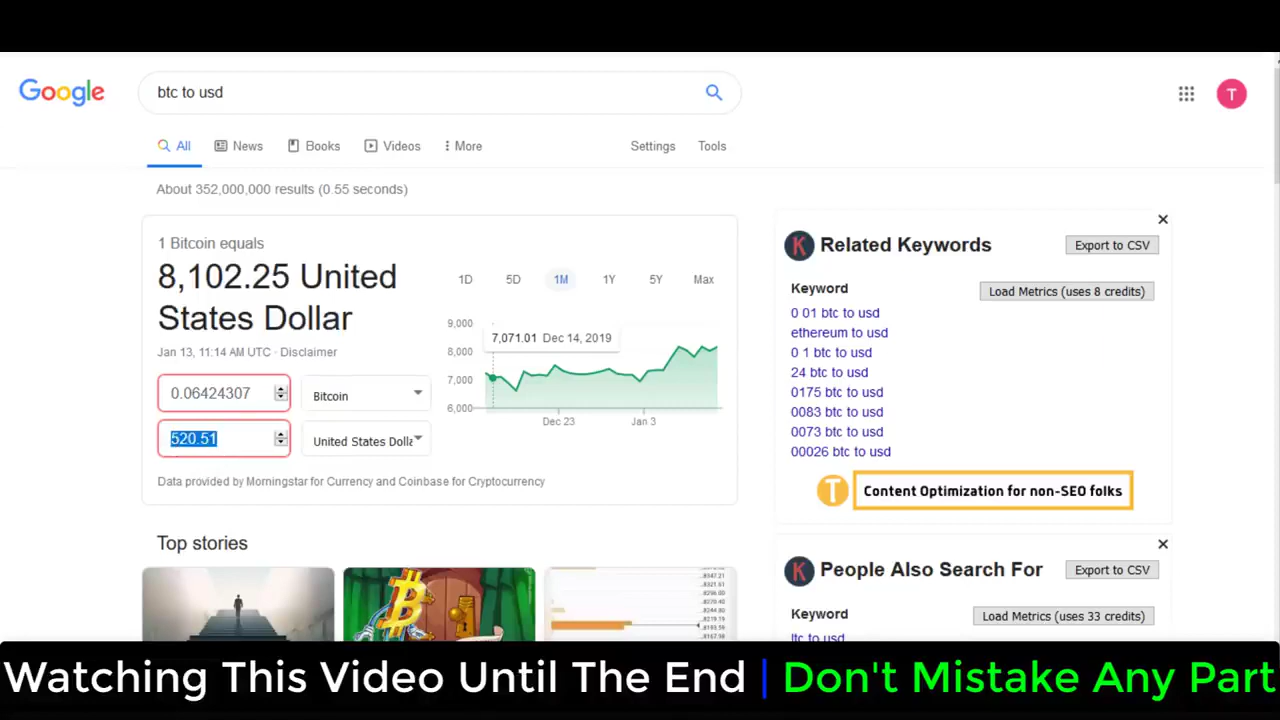 Google
btc to usd
T
All
News
Books
Videos
More
Settings
Tools
About 352,000,000 results (0.55 seconds)
1 Bitcoin equals
8,102.25 United
States Dollar
Jan 13, 11:14 AM UTC · Disclaimer
0.06424307
Bitcoin
520.51
United States Dolla
1D 5D 1M 1Y 5Y Max
9,000
8,000
7,000
6,000
7,071.01 Dec 14, 2019
Dec 23
Jan 3
Data provided by Morningstar for Currency and Coinbase for Cryptocurrency
Top stories
K Related Keywords
Export to CSV
Keyword
Load Metrics (uses 8 credits)
0 01 btc to usd
ethereum to usd
0 1 btc to usd
24 btc to usd
0175 btc to usd
0083 btc to usd
0073 btc to usd
00026 btc to usd
T Content Optimization for non-SEO folks
K People Also Search For
Export to CSV
Keyword
Load Metrics (uses 33 credits)
ltc to usd
Watching This Video Until The End | Don't Mistake Any Part